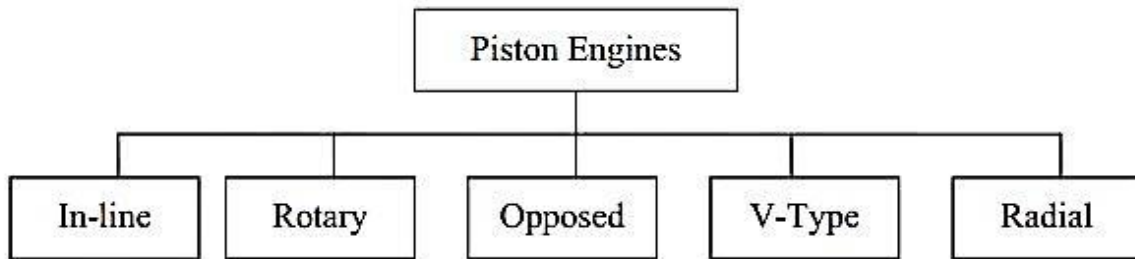 Piston Engines
In-line
Rotary
Opposed
V-Type
Radial